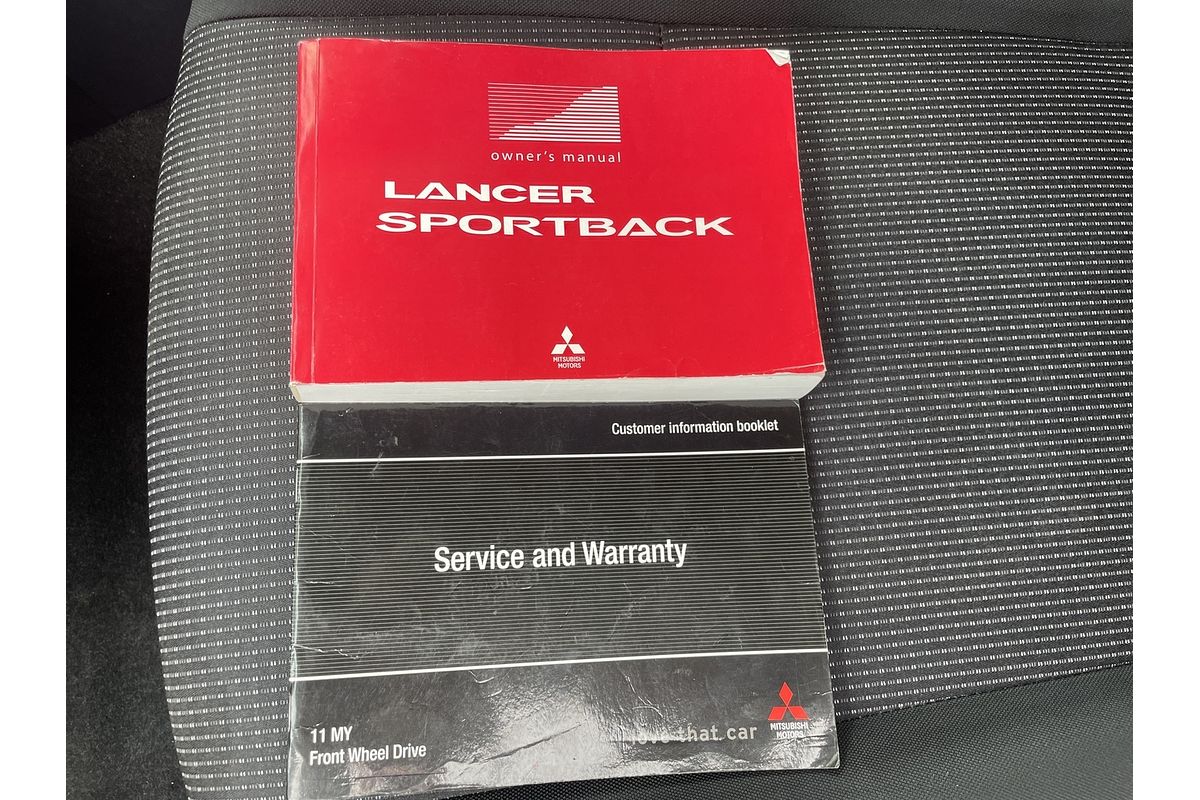 owner's manual
LANCER
SPORTBACK
MITSUBISHI
MOTORS
Customer information booklet
Service and Warranty
11 MY
Front Wheel Drive
that car
MITSUBISHI
MOTORS